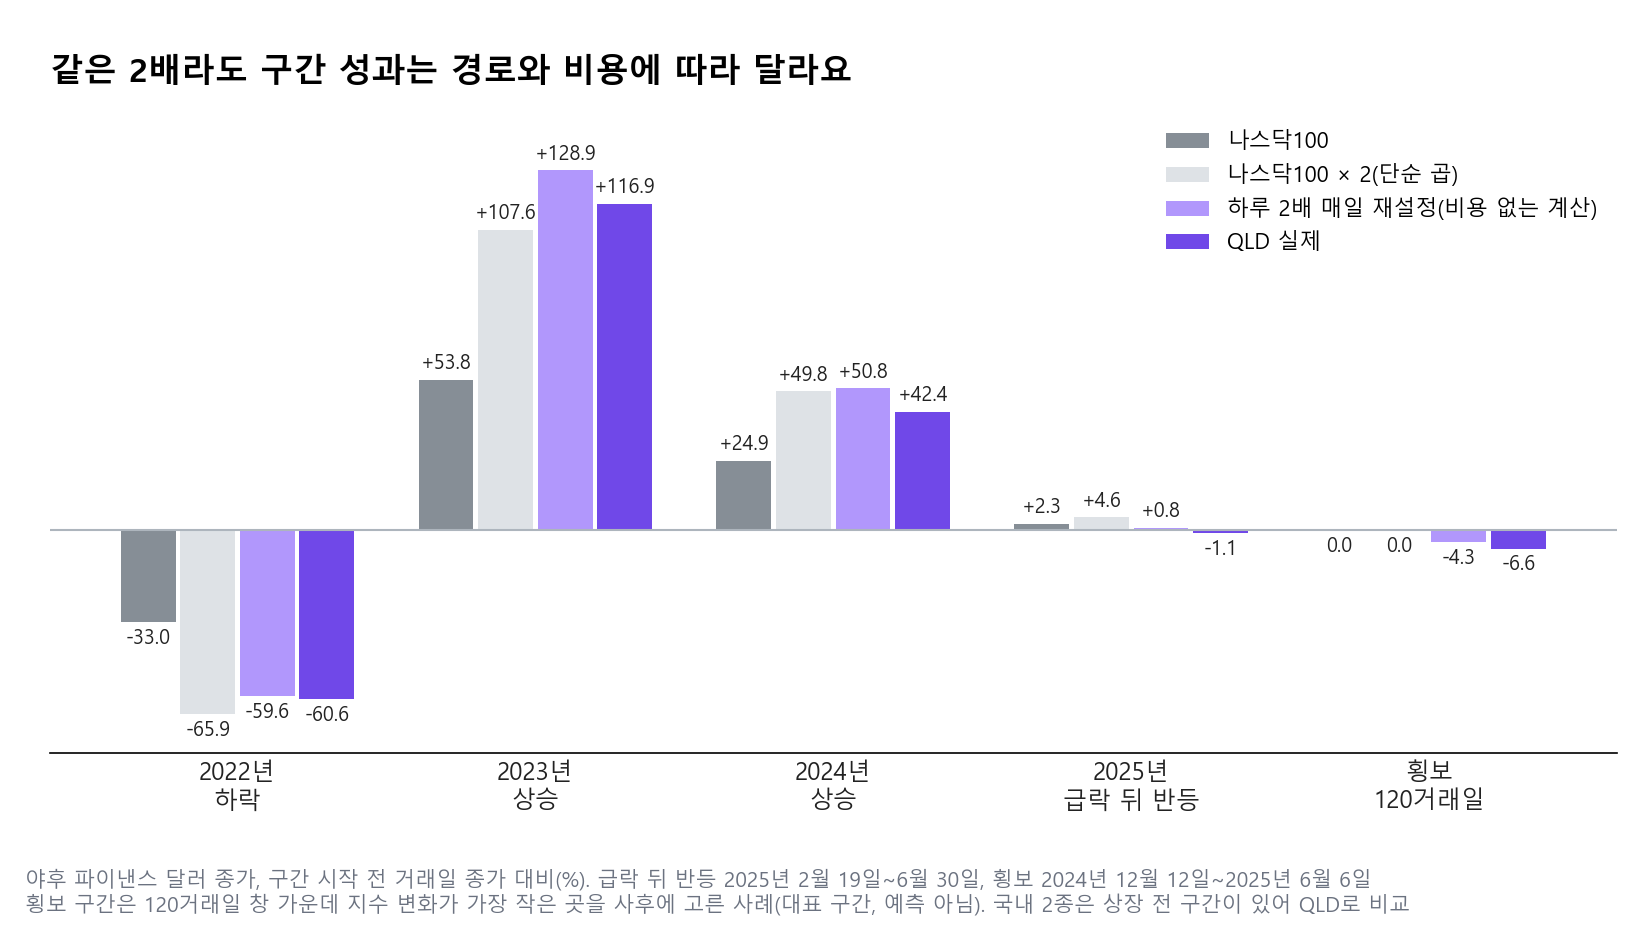 같은 2배라도 구간 성과는 경로와 비용에 따라 달라요
나스닥100
나스닥100 × 2(단순 곱)
하루 2배 매일 재설정(비용 없는 계산)
QLD 실제
-33.0
-65.9
-59.6
-60.6
+53.8
+107.6
+128.9
+116.9
+24.9
+49.8
+50.8
+42.4
+2.3
+4.6
+0.8
-1.1
0.0
0.0
-4.3
-6.6
2022년
하락
2023년
상승
2024년
상승
2025년
급락 뒤 반등
횡보
120거래일
야후 파이낸스 달러 종가, 구간 시작 전 거래일 종가 대비(%). 급락 뒤 반등 2025년 2월 19일~6월 30일, 횡보 2024년 12월 12일~2025년 6월 6일
횡보 구간은 120거래일 창 가운데 지수 변화가 가장 작은 곳을 사후에 고른 사례(대표 구간, 예측 아님). 국내 2종은 상장 전 구간이 있어 QLD로 비교